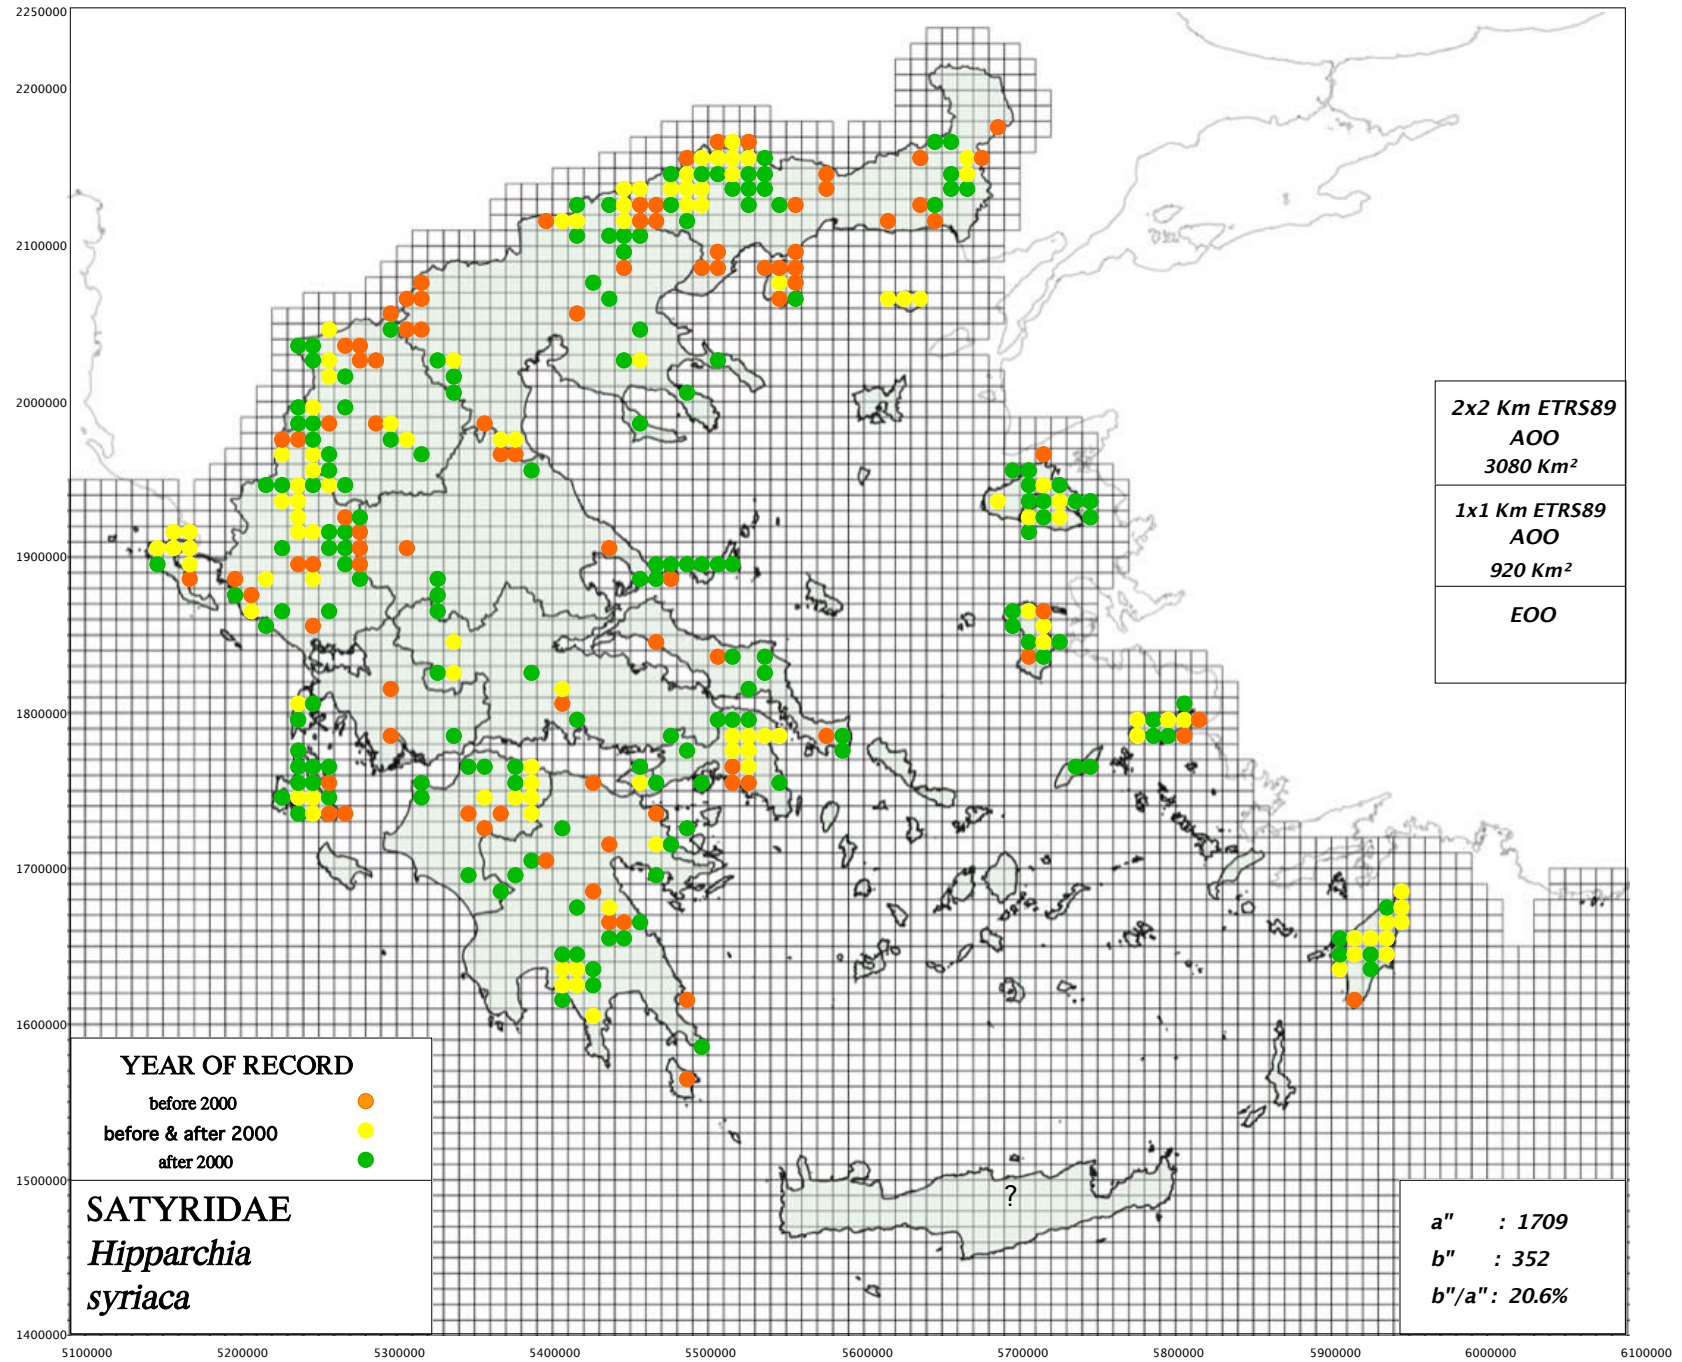 2250000
2200000
2100000
2000000
1900000
1800000
1700000
1600000
1500000
1400000
5100000 5200000 5300000 5400000 5500000 5600000 5700000 5800000 5900000 6000000 6100000
2x2 Km ETRS89
AOO
3080 Km²
1x1 Km ETRS89
AOO
920 Km²
EOO
YEAR OF RECORD
before 2000
before & after 2000
after 2000
SATYRIDAE
Hipparchia
syriaca
?
a" : 1709
b" : 352
b"/a" : 20.6%